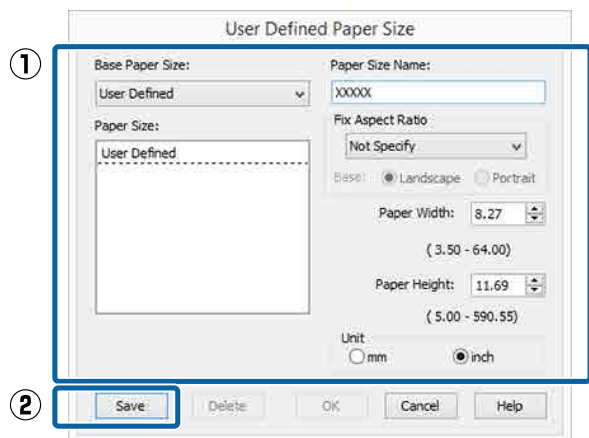 User Defined Paper Size
①
Base Paper Size:
User Defined
Paper Size:
User Defined
Paper Size Name:
XXXXX
Fix Aspect Ratio
Not Specify
Base: Landscape Portrait
Paper Width: 8.27
( 3.50 - 64.00)
Paper Height: 11.69
( 5.00 - 590.55)
Unit
mm inch
②
Save Delete OK Cancel Help